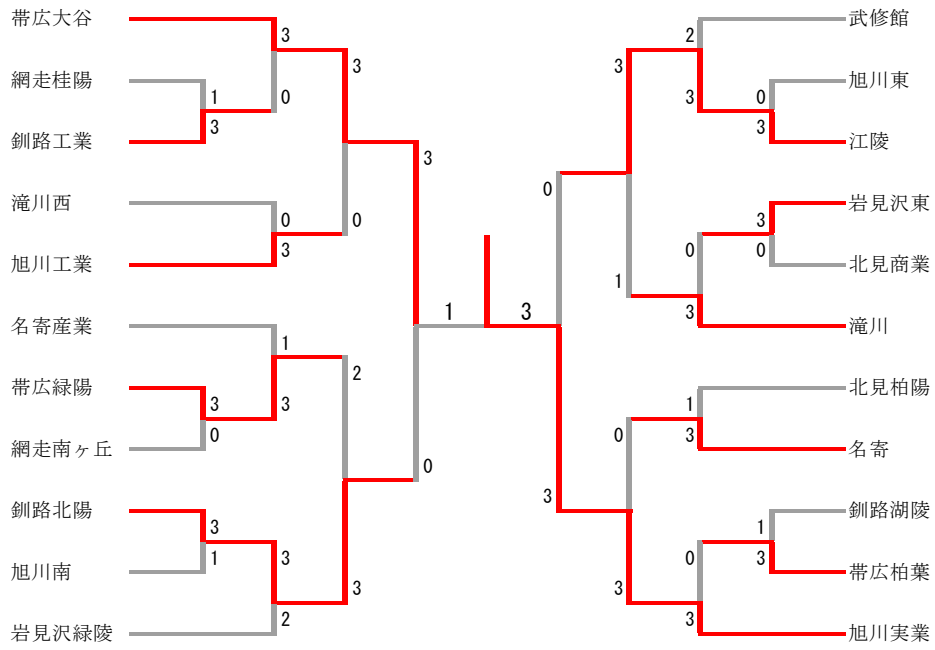 帯広大谷
網走桂陽
釧路工業
滝川西
旭川工業
名寄産業
帯広緑陽
網走南ヶ丘
釧路北陽
旭川南
岩見沢緑陵
3
1
3
0
3
0
0
3
0
3
1
3
0
2
3
0
3
1
3
2
3
1
3
0
2
3
3
0
3
0
3
1
0
3
0
3
1
3
0
3
1
3
0
3
武修館
旭川東
江陵
岩見沢東
北見商業
滝川
北見柏陽
名寄
釧路湖陵
帯広柏葉
旭川実業